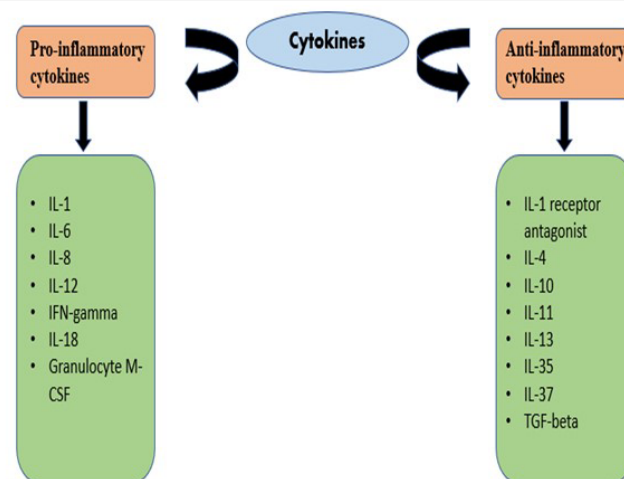 Cytokines
Pro-inflammatory
cytokines
• IL-1
• IL-6
• IL-8
• IL-12
• IFN-gamma
• IL-18
• Granulocyte M-
CSF
Anti-inflammatory
cytokines
• IL-1 receptor
antagonist
• IL-4
• IL-10
• IL-11
• IL-13
• IL-35
• IL-37
• TGF-beta